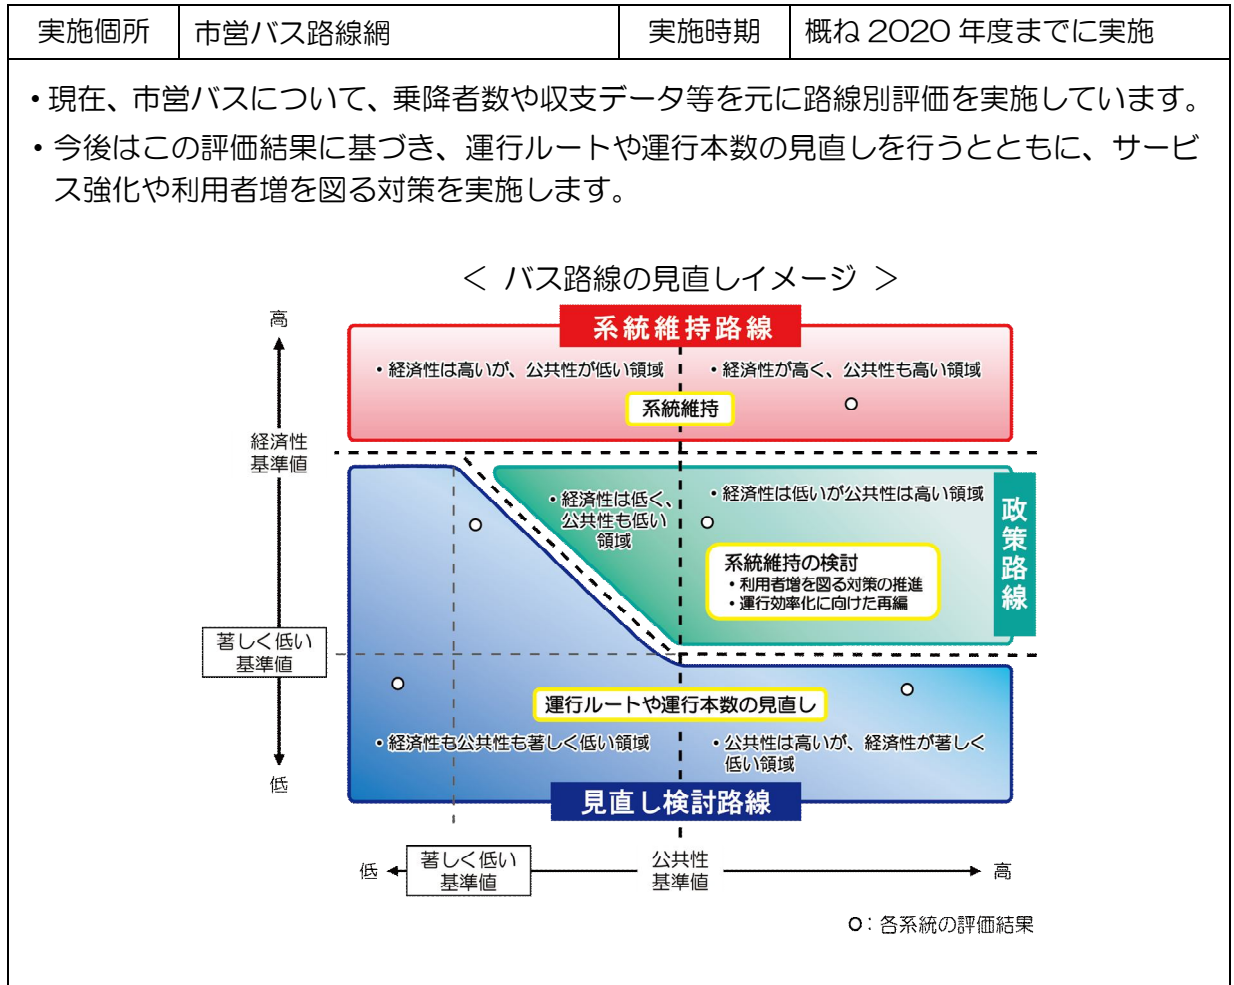 実施個所 市営バス路線網 実施時期 概ね 2020 年度までに実施
・現在、市営バスについて、乗降者数や収支データ等を元に路線別評価を実施しています。
・今後はこの評価結果に基づき、運行ルートや運行本数の見直しを行うとともに、サービ
ス強化や利用者増を図る対策を実施します。
＜ バス路線の見直しイメージ ＞
高
系統維持路線
・経済性は高いが、公共性が低い領域
・経済性が高く、公共性も高い領域
系統維持
経済性
基準値
・経済性は低く、
公共性も低い
領域
・経済性は低いが公共性は高い領域
政策路線
系統維持の検討
・利用者増を図る対策の推進
・運行効率化に向けた再編
著しく低い
基準値
運行ルートや運行本数の見直し
・経済性も公共性も著しく低い領域
・公共性は高いが、経済性が著しく
低い領域
低
見直し検討路線
低
著しく低い
基準値
公共性
基準値
高
○：各系統の評価結果